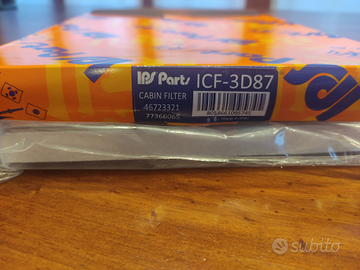 IPS Parts ICF-3D87
CABIN FILTER
46723321
77366065
subito